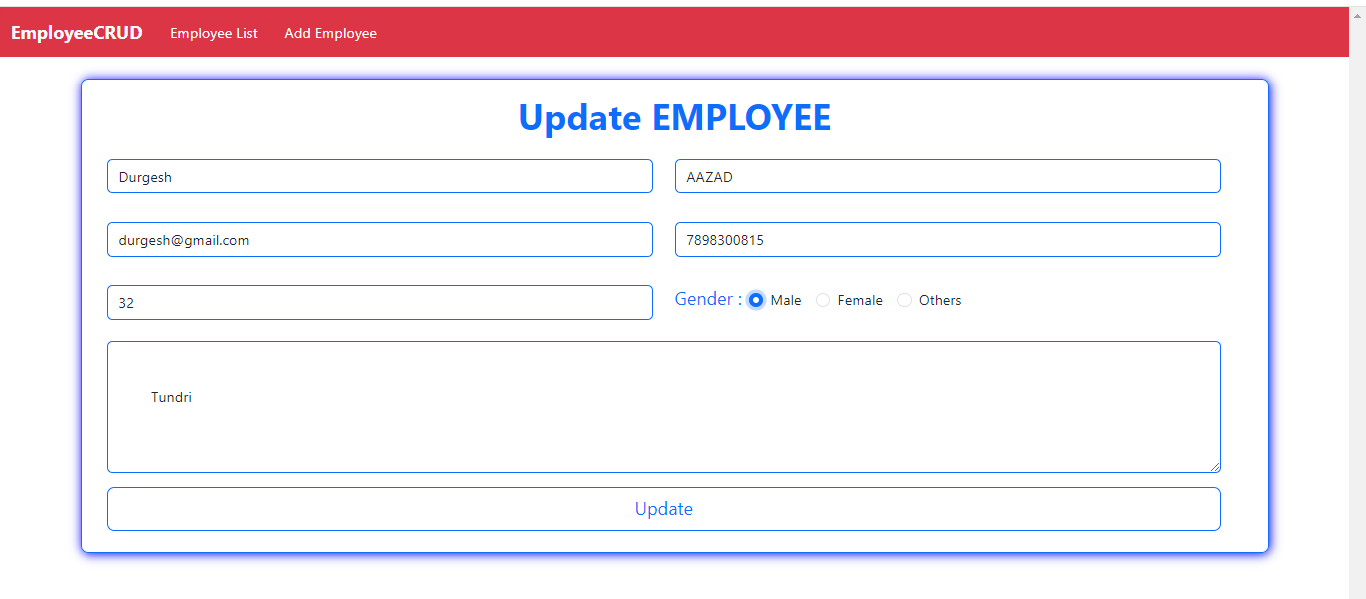 EmployeeCRUD Employee List Add Employee
Update EMPLOYEE
Durgesh AAZAD
durgesh@gmail.com 7898300815
32 Gender : Male Female Others
Tundri
Update